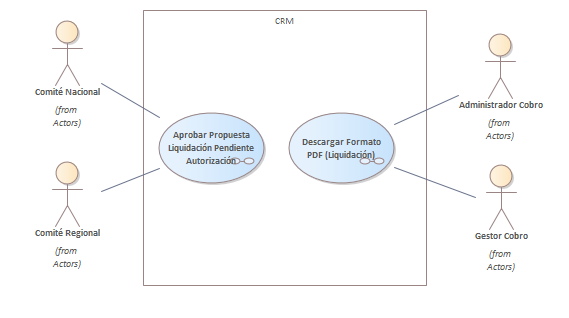 CRM
Comité Nacional
(from
Actors)
Comité Regional
(from
Actors)
Aprobar Propuesta
Liquidación Pendiente
Autorización
Descargar Formato
PDF (Liquidación)
Administrador Cobro
(from
Actors)
Gestor Cobro
(from
Actors)